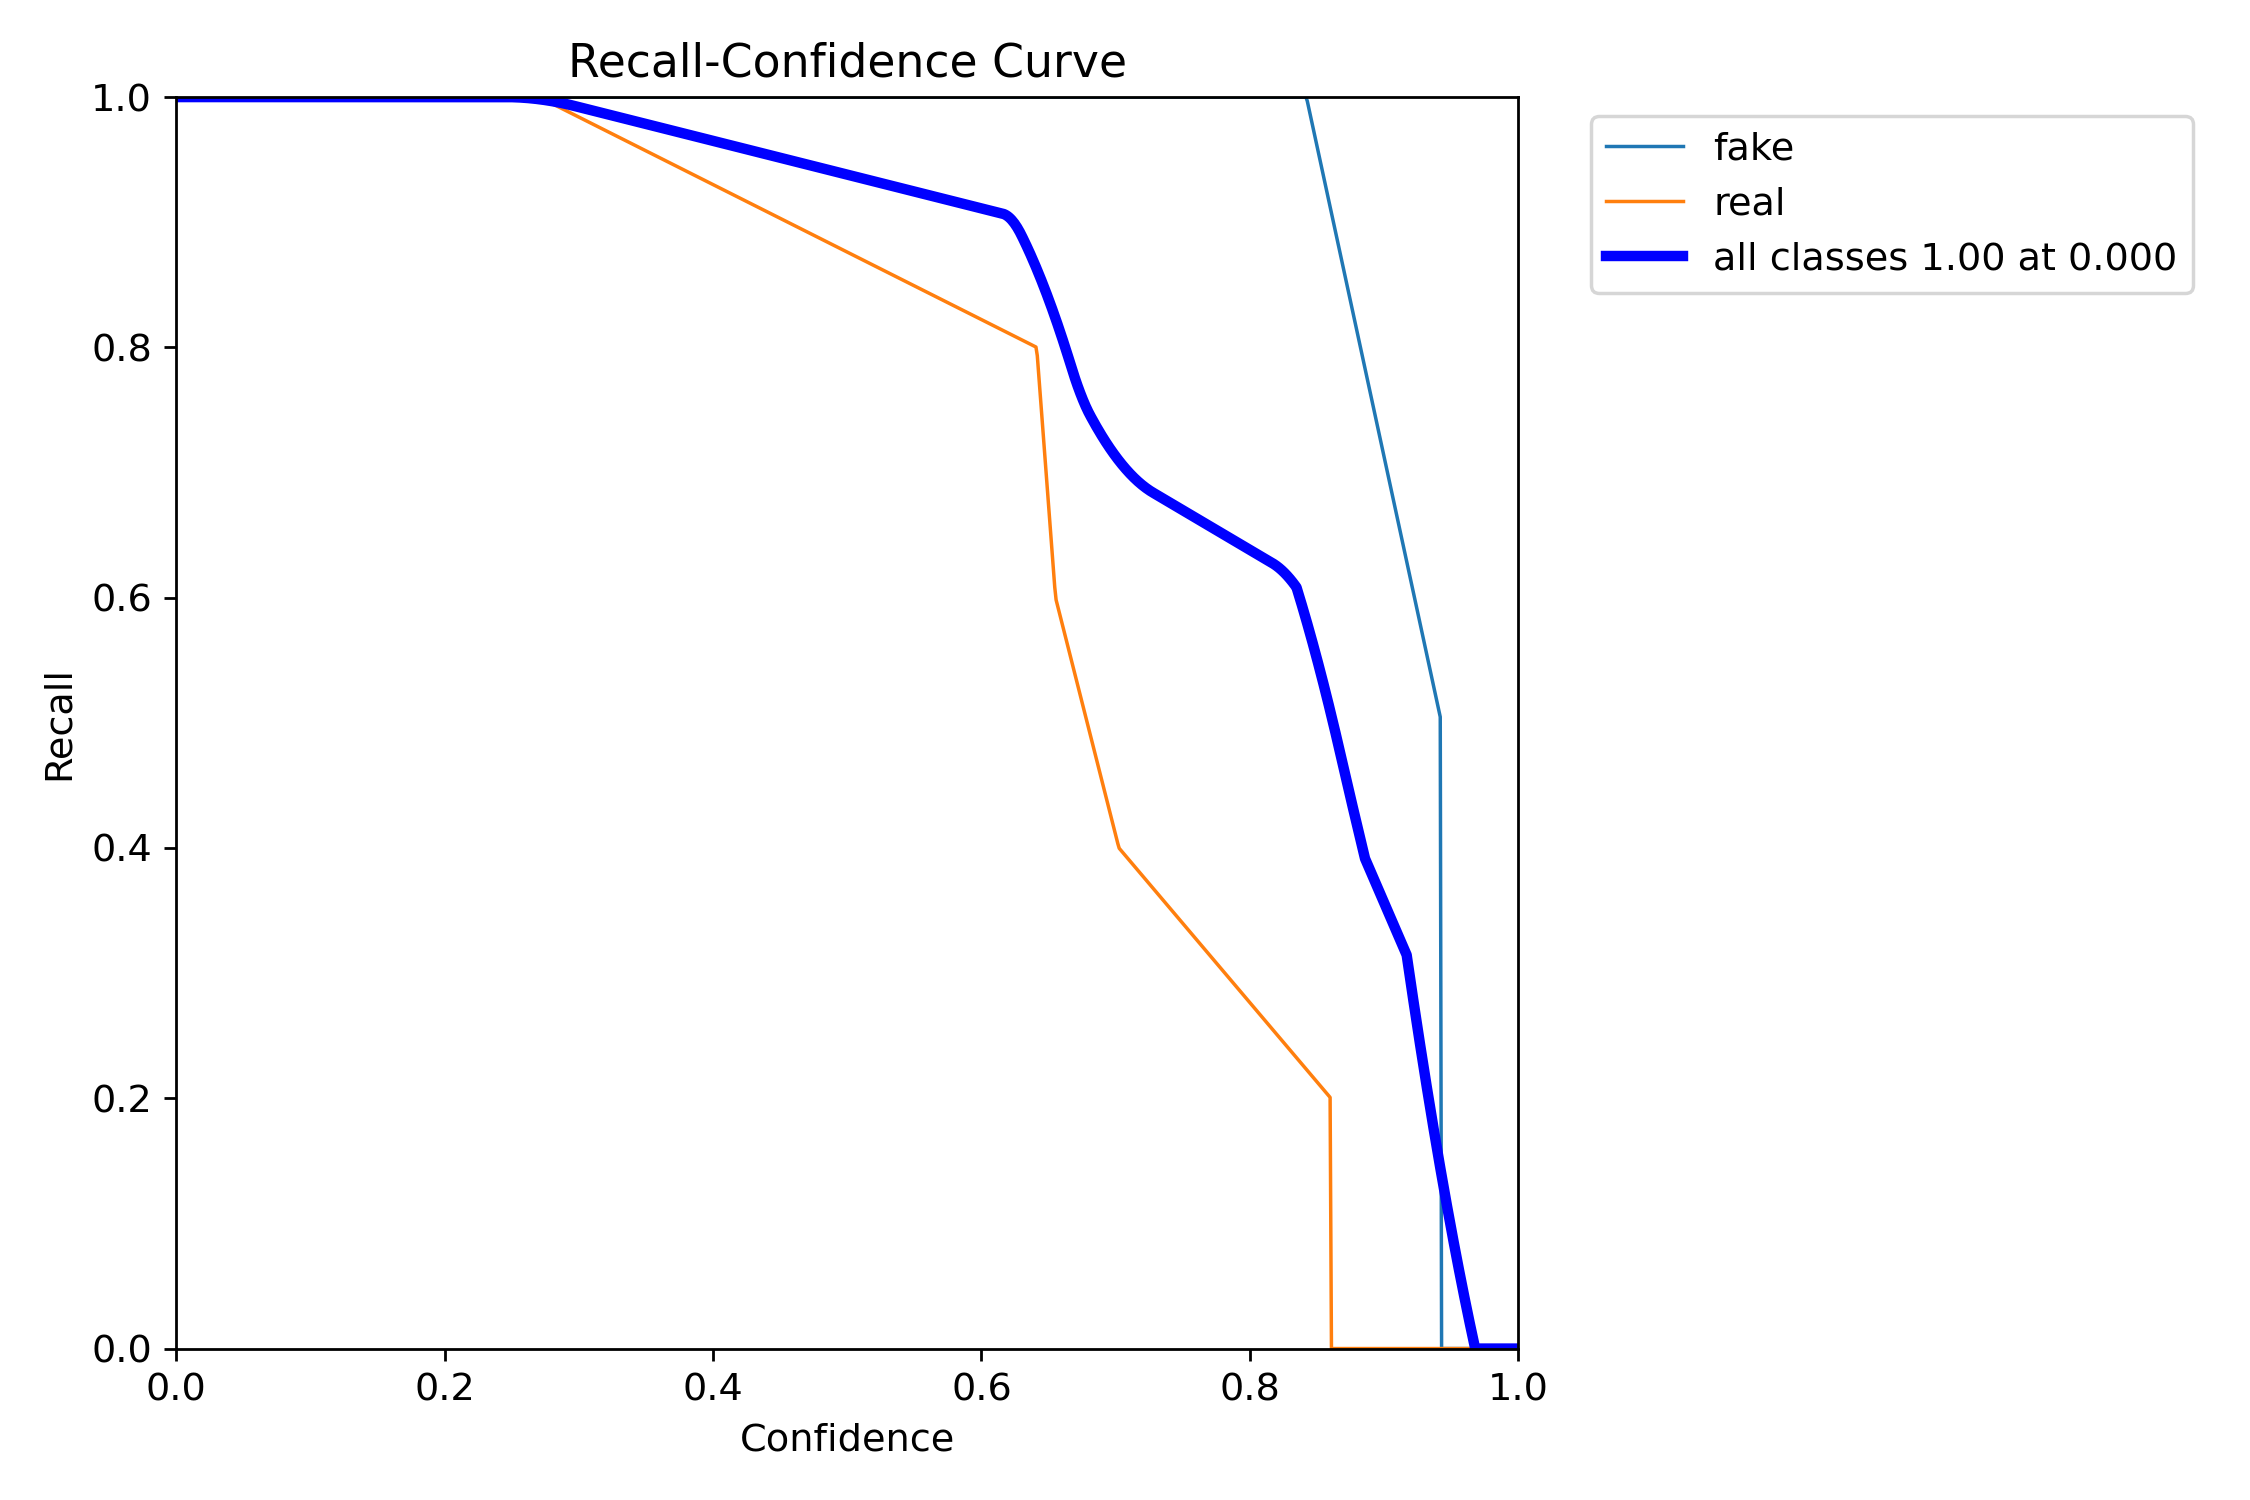 Recall-Confidence Curve
1.0
0.8
0.6
0.4
0.2
0.0
Recall
0.0 0.2 0.4 0.6 0.8 1.0
Confidence
fake
real
all classes 1.00 at 0.000